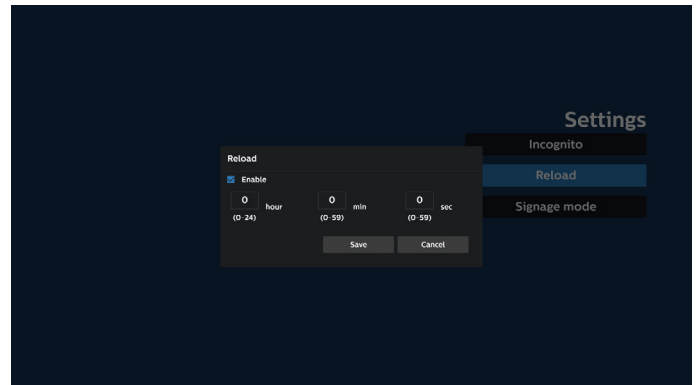 Settings
Incognito
Reload
Signage mode
Reload
Enable
0 hour 0 min 0 sec
(0-24) (0-59) (0-59)
Save Cancel